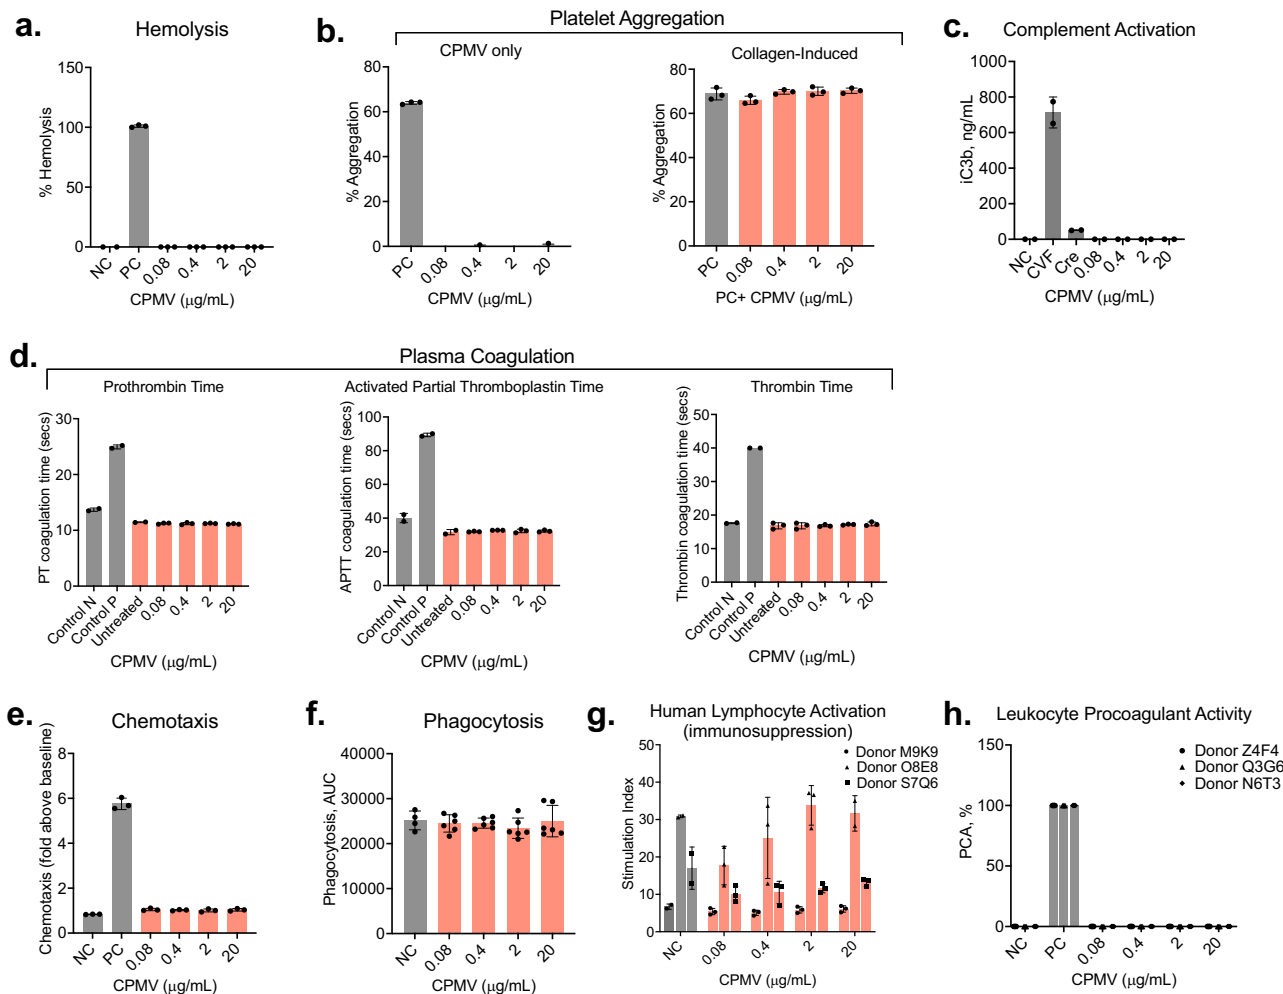 a.
Hemolysis
% Hemolysis
150
100
50
0
NC
PC
0.08
0.4
2
20
CPMV (μg/mL)
b.
Platelet Aggregation
CPMV only
% Aggregation
80
60
40
20
0
PC
0.08
0.4
2
20
CPMV (μg/mL)
Collagen-Induced
% Aggregation
80
60
40
20
0
PC
0.08
0.4
2
20
PC+ CPMV (μg/mL)
c.
Complement Activation
iC3b, ng/mL
1000
800
600
400
200
0
NC
CVF
Cre
0.08
0.4
2
20
CPMV (μg/mL)
d.
Plasma Coagulation
Prothrombin Time
PT coagulation time (secs)
30
20
10
0
Control N
Control P
Untreated
0.08
0.4
2
20
CPMV (μg/mL)
Activated Partial Thromboplastin Time
APTT coagulation time (secs)
100
80
60
40
20
0
Control N
Control P
Untreated
0.08
0.4
2
20
CPMV (μg/mL)
Thrombin Time
Thrombin coagulation time (secs)
50
40
30
20
10
0
Control N
Control P
Untreated
0.08
0.4
2
20
CPMV (μg/mL)
e.
Chemotaxis
Chemotaxis (fold above baseline)
8
6
4
2
0
NC
PC
0.08
0.4
2
20
CPMV (μg/mL)
f.
Phagocytosis
Phagocytosis, AUC
40000
30000
20000
10000
0
NC
0.08
0.4
2
20
CPMV (μg/mL)
g.
Human Lymphocyte Activation
(immunosuppression)
Donor M9K9
Donor O8E8
Donor S7Q6
Stimulation Index
50
30
20
10
0
NC
0.08
0.4
2
20
CPMV (μg/mL)
h.
Leukocyte Procoagulant Activity
Donor Z4F4
Donor Q3G6
Donor N6T3
PCA, %
150
100
50
0
NC
PC
0.08
0.4
2
20
CPMV (μg/mL)